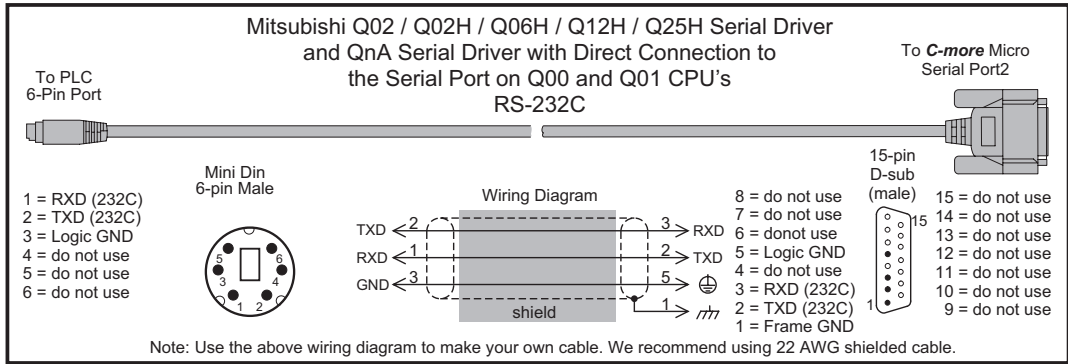 Mitsubishi Q02 / Q02H / Q06H / Q12H / Q25H Serial Driver
and QnA Serial Driver with Direct Connection to
the Serial Port on Q00 and Q01 CPU's
RS-232C
To PLC
6-Pin Port
To C-more Micro
Serial Port2
1 = RXD (232C)
2 = TXD (232C)
3 = Logic GND
4 = do not use
5 = do not use
6 = do not use
Mini Din
6-pin Male
5
6
3
4
1
2
Wiring Diagram
TXD 2
3 RXD
RXD 1
2 TXD
GND 3
5
1
shield
8 = do not use
7 = do not use
6 = donot use
5 = Logic GND
4 = do not use
3 = RXD (232C)
2 = TXD (232C)
1 = Frame GND
15-pin
D-sub
(male)
15
1
15 = do not use
14 = do not use
13 = do not use
12 = do not use
11 = do not use
10 = do not use
9 = do not use
Note: Use the above wiring diagram to make your own cable. We recommend using 22 AWG shielded cable.